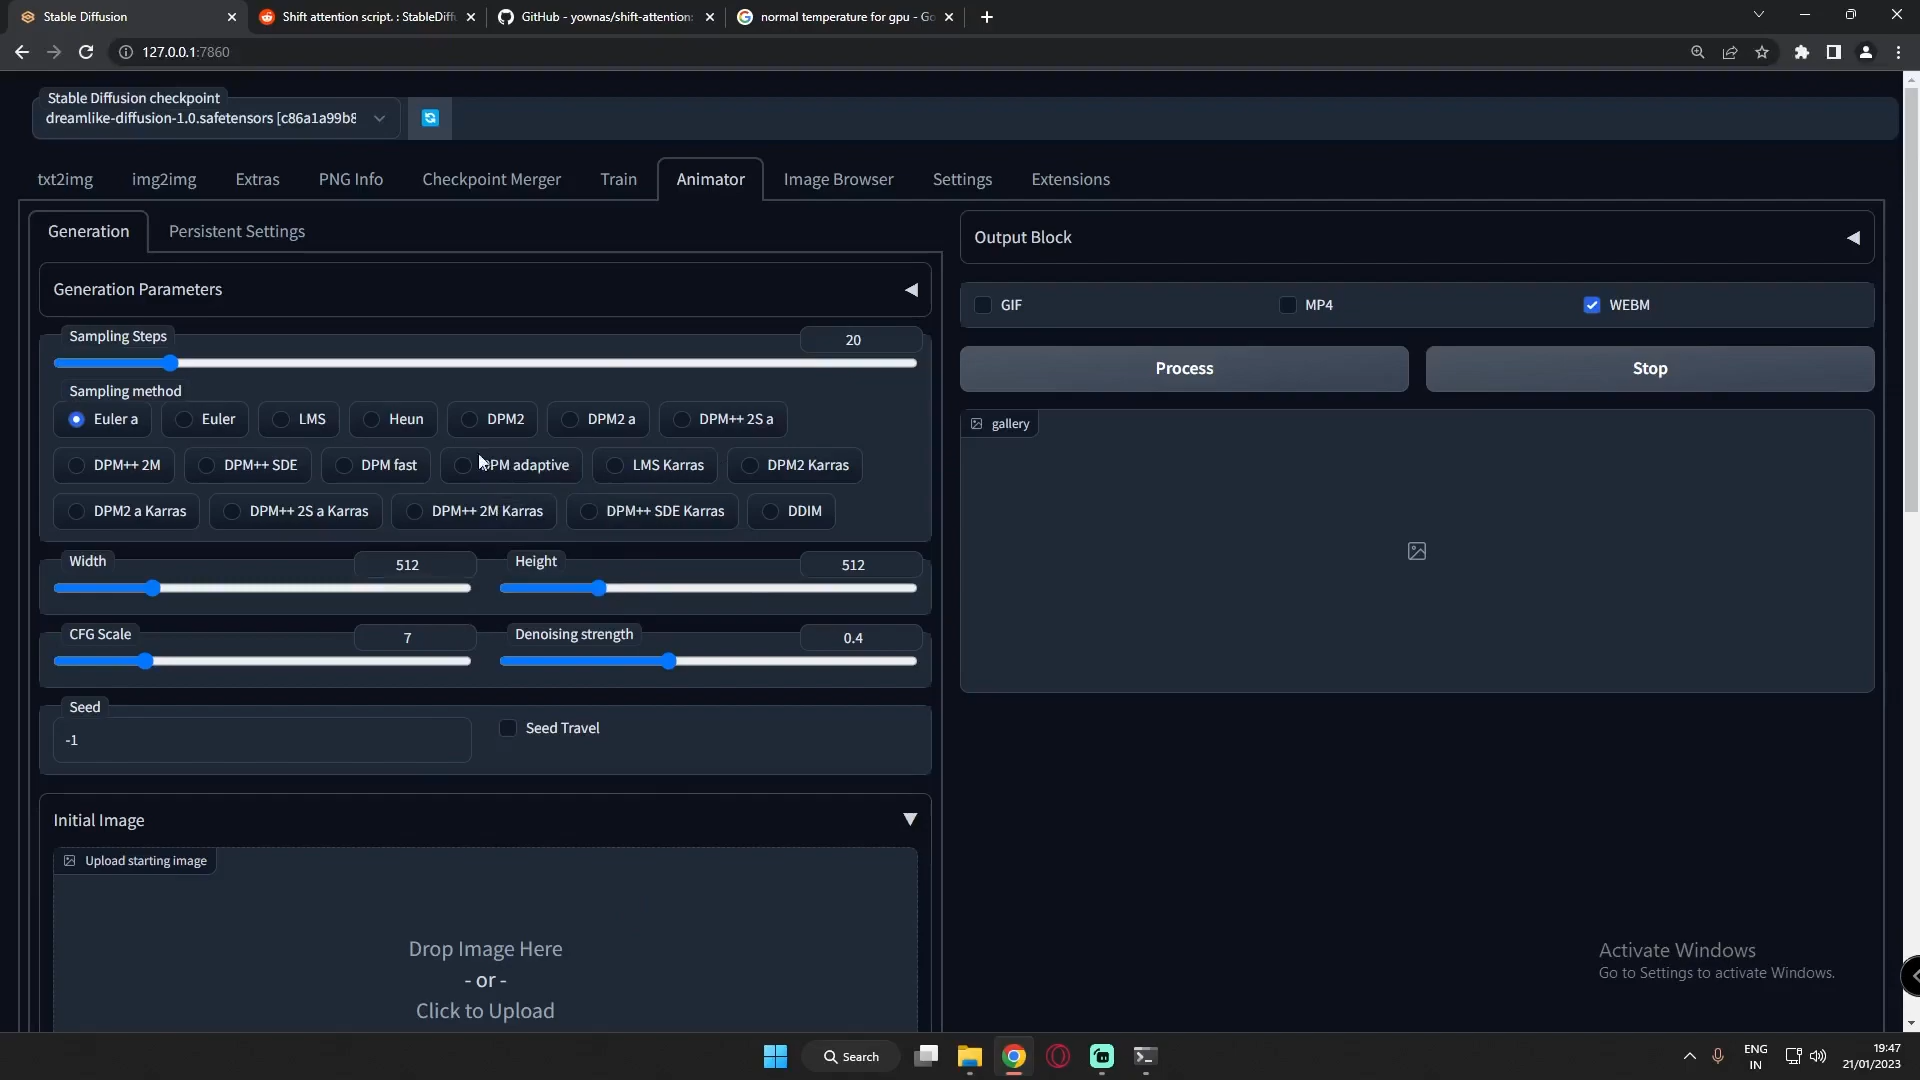 Stable Diffusion
Shift attention script. : StableDiff
GitHub - yownas/shift-attention:
normal temperature for gpu - Go
127.0.0.1:7860
Stable Diffusion checkpoint
dreamlike-diffusion-1.0.safetensors [c86a1a99b8
txt2img img2img Extras PNG Info Checkpoint Merger Train Animator Image Browser Settings Extensions
Generation Persistent Settings
Generation Parameters
Sampling Steps
20
Sampling method
Euler a Euler LMS Heun DPM2 DPM2 a DPM++ 2S a
DPM++ 2M DPM++ SDE DPM fast DPM adaptive LMS Karras DPM2 Karras
DPM2 a Karras DPM++ 2S a Karras DPM++ 2M Karras DPM++ SDE Karras DDIM
Width 512 Height 512
CFG Scale 7 Denoising strength 0.4
Seed
-1
Seed Travel
Initial Image
Upload starting image
Drop Image Here
- or -
Click to Upload
Output Block
GIF MP4 WEBM
Process Stop
gallery
Activate Windows
Go to Settings to activate Windows.
Search
ENG
IN
19:47
21/01/2023